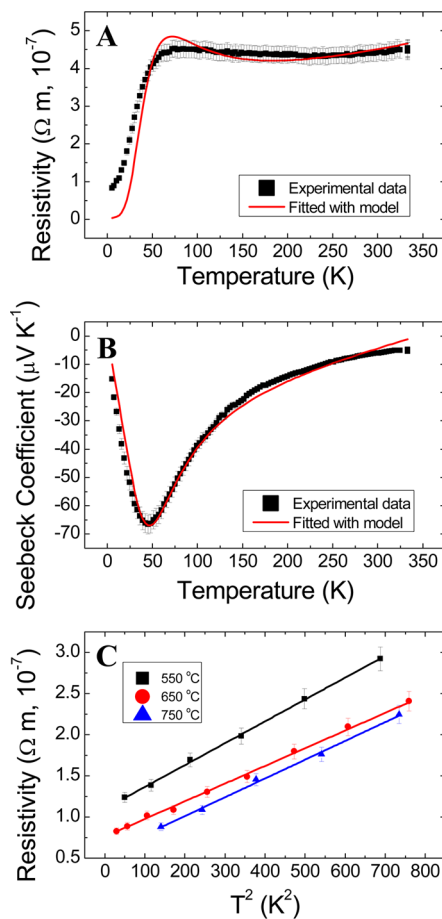 A
Resistivity (Ω m, 10⁻⁷)
5
4
3
2
1
0
Experimental data
Fitted with model
0 50 100 150 200 250 300 350
Temperature (K)
B
Seebeck Coefficient (μV K⁻¹)
0
-10
-20
-30
-40
-50
-60
-70
Experimental data
Fitted with model
0 50 100 150 200 250 300 350
Temperature (K)
C
Resistivity (Ω m, 10⁻⁷)
3.0
2.5
2.0
1.5
1.0
0.5
550 °C
650 °C
750 °C
0 100 200 300 400 500 600 700 800
T² (K²)